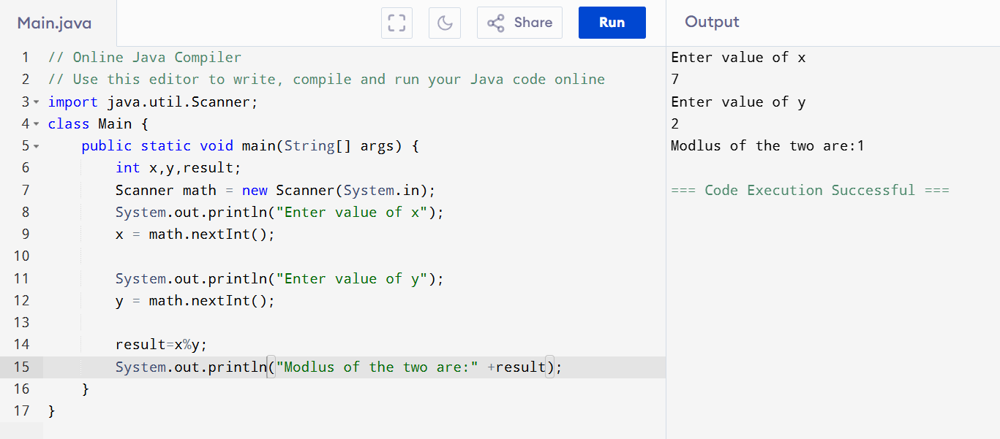 Main.java
Share
Run
Output
1 // Online Java Compiler
2 // Use this editor to write, compile and run your Java code online
3 import java.util.Scanner;
4 class Main {
5     public static void main(String[] args) {
6         int x,y,result;
7         Scanner math = new Scanner(System.in);
8         System.out.println("Enter value of x");
9         x = math.nextInt();
10
11         System.out.println("Enter value of y");
12         y = math.nextInt();
13
14         result=x%y;
15         System.out.println("Modlus of the two are:" +result);
16     }
17 }
Enter value of x
7
Enter value of y
2
Modlus of the two are:1
=== Code Execution Successful ===